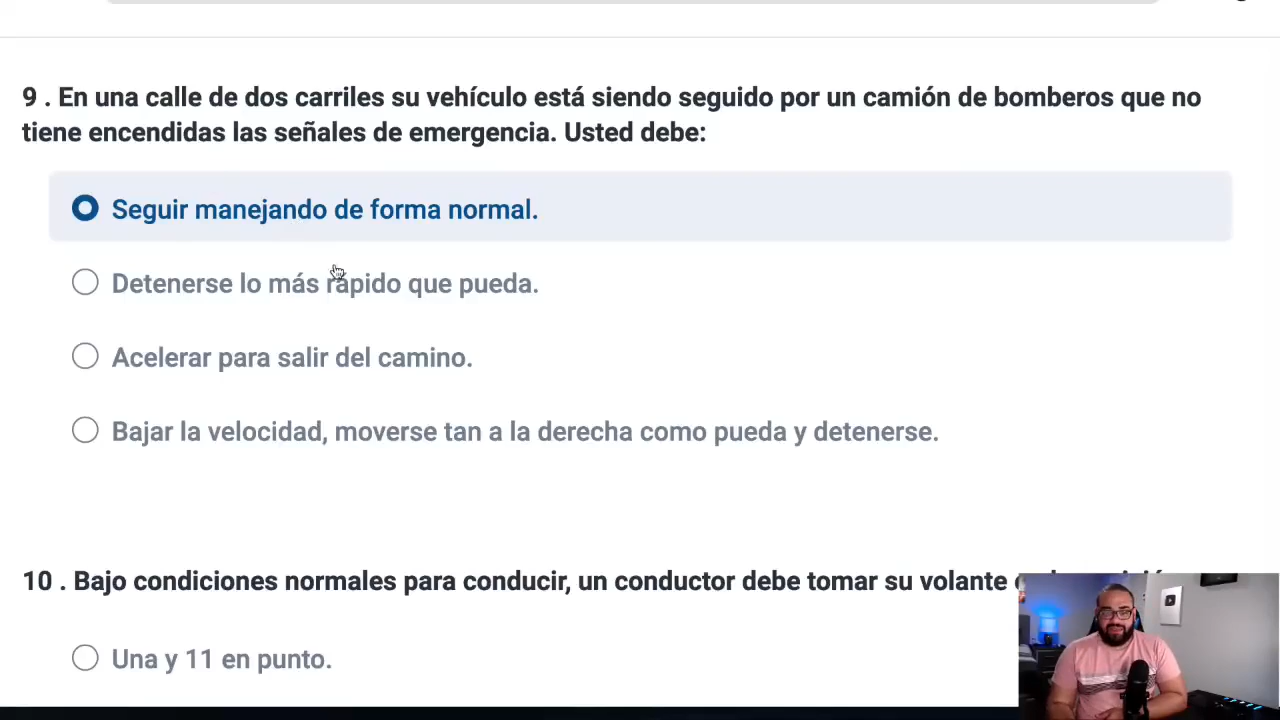 9 . En una calle de dos carriles su vehículo está siendo seguido por un camión de bomberos que no
tiene encendidas las señales de emergencia. Usted debe:
Seguir manejando de forma normal.
Detenerse lo más rápido que pueda.
Acelerar para salir del camino.
Bajar la velocidad, moverse tan a la derecha como pueda y detenerse.
10 . Bajo condiciones normales para conducir, un conductor debe tomar su volante
Una y 11 en punto.